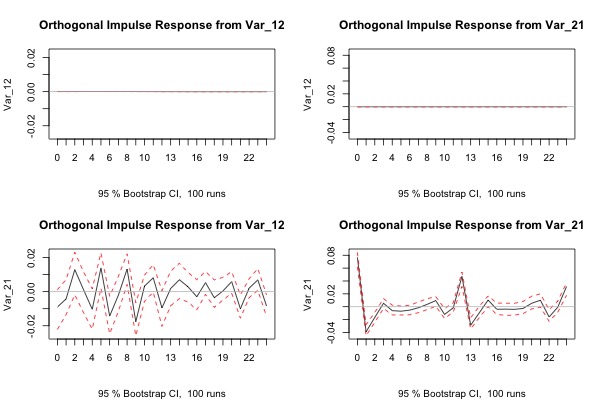 Orthogonal Impulse Response from Var_12
Var_12
0.02
0.00
-0.02
0 2 4 6 8 10 13 16 19 22
95 % Bootstrap CI, 100 runs
Orthogonal Impulse Response from Var_21
Var_12
0.08
0.02
-0.04
0 2 4 6 8 10 13 16 19 22
95 % Bootstrap CI, 100 runs
Orthogonal Impulse Response from Var_12
Var_21
0.02
0.00
-0.02
0 2 4 6 8 10 13 16 19 22
95 % Bootstrap CI, 100 runs
Orthogonal Impulse Response from Var_21
Var_21
0.08
0.02
-0.04
0 2 4 6 8 10 13 16 19 22
95 % Bootstrap CI, 100 runs